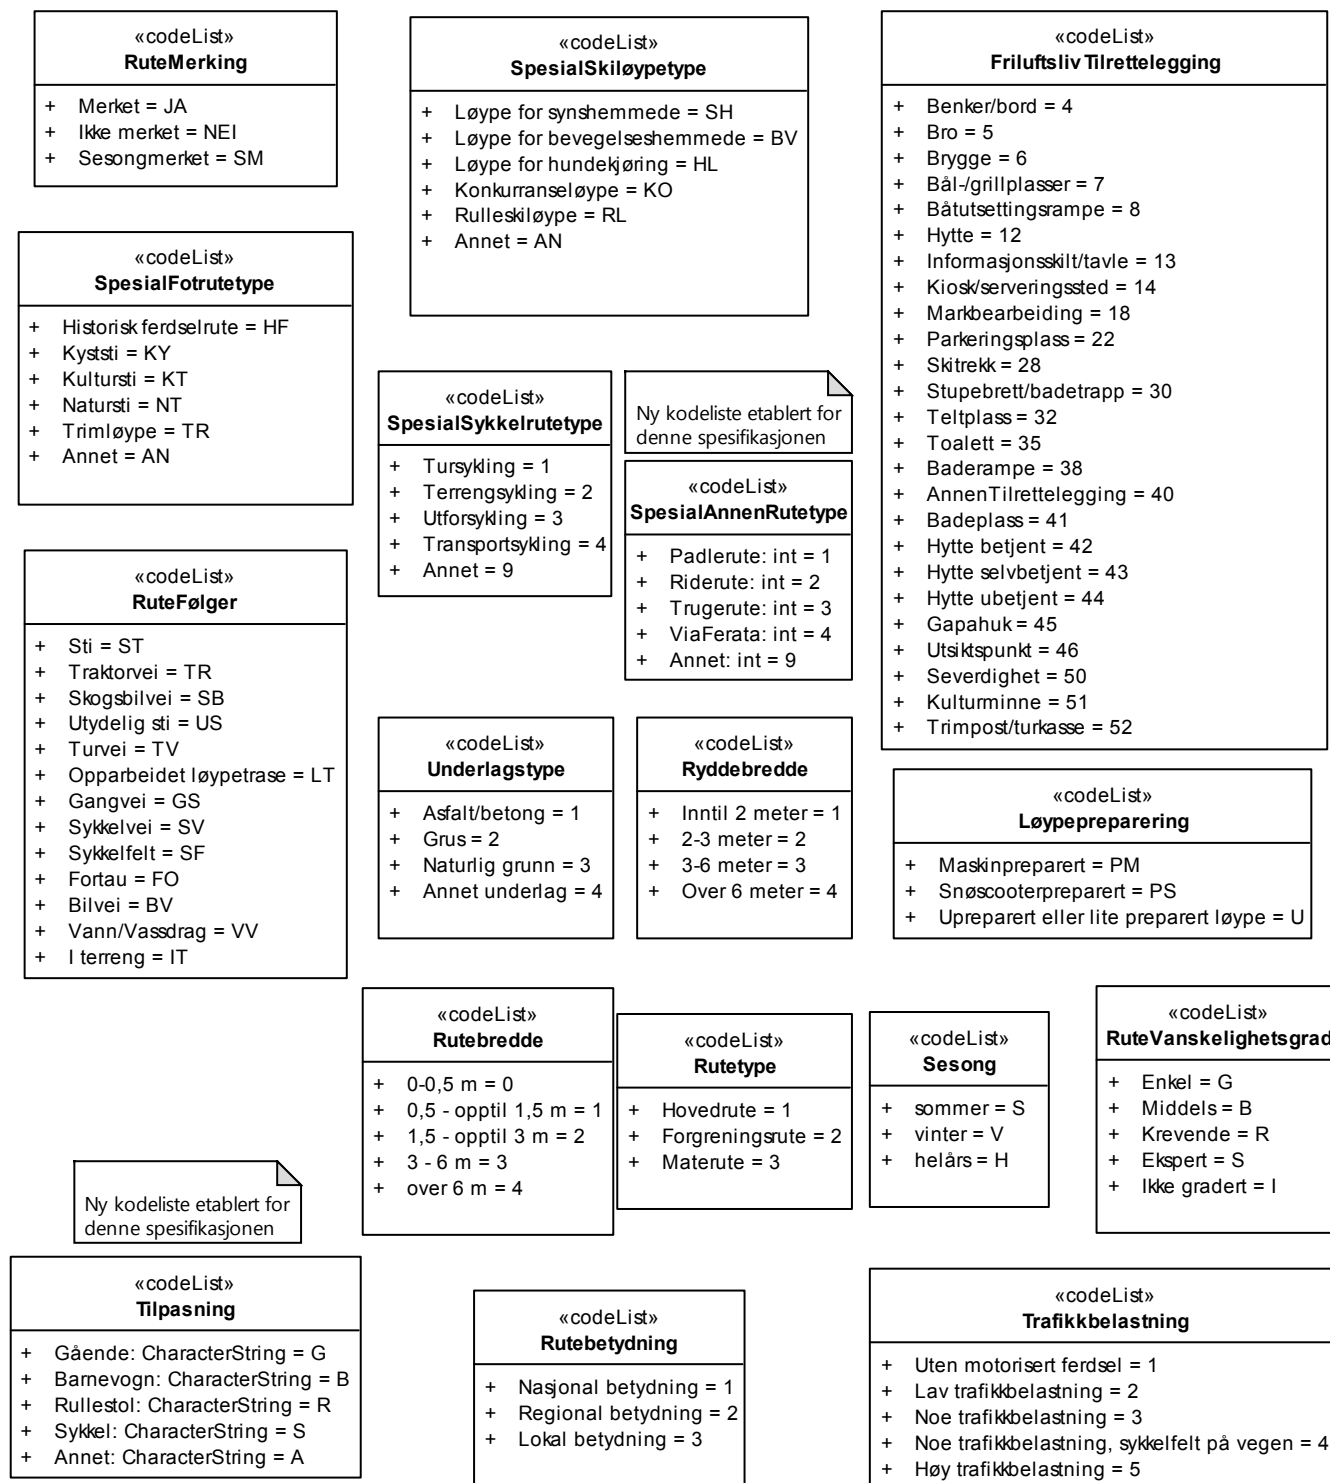 «codeList»
RuteMerking
+ Merket = JA
+ Ikke merket = NEI
+ Sesongmerket = SM
«codeList»
SpesialSkiløypetype
+ Løype for synshemmede = SH
+ Løype for bevegelseshemmede = BV
+ Løype for hundekjøring = HL
+ Konkurranseløype = KO
+ Rulleskiløype = RL
+ Annet = AN
«codeList»
FriluftslivTilrettelegging
+ Benker/bord = 4
+ Bro = 5
+ Brygge = 6
+ Bål-/grillplasser = 7
+ Båtutsettingsrampe = 8
+ Hytte = 12
+ Informasjonsskilt/tavle = 13
+ Kiosk/serveringssted = 14
+ Markbearbeiding = 18
+ Parkeringsplass = 22
+ Skitrekk = 28
+ Stupebrett/badetrapp = 30
+ Teltplass = 32
+ Toalett = 35
+ Baderampe = 38
+ AnnenTilrettelegging = 40
+ Badeplass = 41
+ Hytte betjent = 42
+ Hytte selvbetjent = 43
+ Hytte ubetjent = 44
+ Gapahuk = 45
+ Utsiktspunkt = 46
+ Severdighet = 50
+ Kulturminne = 51
+ Trimpost/turkasse = 52
«codeList»
SpesialFotrutetype
+ Historisk ferdselrute = HF
+ Kyststi = KY
+ Kultursti = KT
+ Natursti = NT
+ Trimløype = TR
+ Annet = AN
«codeList»
SpesialSykkelrutetype
+ Tursykling = 1
+ Terrengsykling = 2
+ Utforsykling = 3
+ Transportsykling = 4
+ Annet = 9
Ny kodeliste etablert for
denne spesifikasjonen
«codeList»
SpesialAnnenRutetype
+ Padlerute: int = 1
+ Riderute: int = 2
+ Trugerute: int = 3
+ ViaFerata: int = 4
+ Annet: int = 9
«codeList»
RuteFølger
+ Sti = ST
+ Traktorvei = TR
+ Skogsbilvei = SB
+ Utydelig sti = US
+ Turvei = TV
+ Opparbeidet løypetrase = LT
+ Gangvei = GS
+ Sykkelvei = SV
+ Sykkelfelt = SF
+ Fortau = FO
+ Bilvei = BV
+ Vann/Vassdrag = VV
+ I terreng = IT
«codeList»
Underlagstype
+ Asfalt/betong = 1
+ Grus = 2
+ Naturlig grunn = 3
+ Annet underlag = 4
«codeList»
Ryddebredde
+ Inntil 2 meter = 1
+ 2-3 meter = 2
+ 3-6 meter = 3
+ Over 6 meter = 4
«codeList»
Løypepreparering
+ Maskinpreparert = PM
+ Snøscooterpreparert = PS
+ Upreparert eller lite preparert løype = U
«codeList»
Rutebredde
+ 0-0,5 m = 0
+ 0,5 - opptil 1,5 m = 1
+ 1,5 - opptil 3 m = 2
+ 3 - 6 m = 3
+ over 6 m = 4
«codeList»
Rutetype
+ Hovedrute = 1
+ Forgreningsrute = 2
+ Materute = 3
«codeList»
Sesong
+ sommer = S
+ vinter = V
+ helårs = H
«codeList»
RuteVanskelighetsgrad
+ Enkel = G
+ Middels = B
+ Krevende = R
+ Ekspert = S
+ Ikke gradert = I
Ny kodeliste etablert for
denne spesifikasjonen
«codeList»
Tilpasning
+ Gående: CharacterString = G
+ Barnevogn: CharacterString = B
+ Rullestol: CharacterString = R
+ Sykkel: CharacterString = S
+ Annet: CharacterString = A
«codeList»
Rutebetydning
+ Nasjonal betydning = 1
+ Regional betydning = 2
+ Lokal betydning = 3
«codeList»
Trafikkbelastning
+ Uten motorisert ferdsel = 1
+ Lav trafikkbelastning = 2
+ Noe trafikkbelastning = 3
+ Noe trafikkbelastning, sykkelfelt på vegen = 4
+ Høy trafikkbelastning = 5